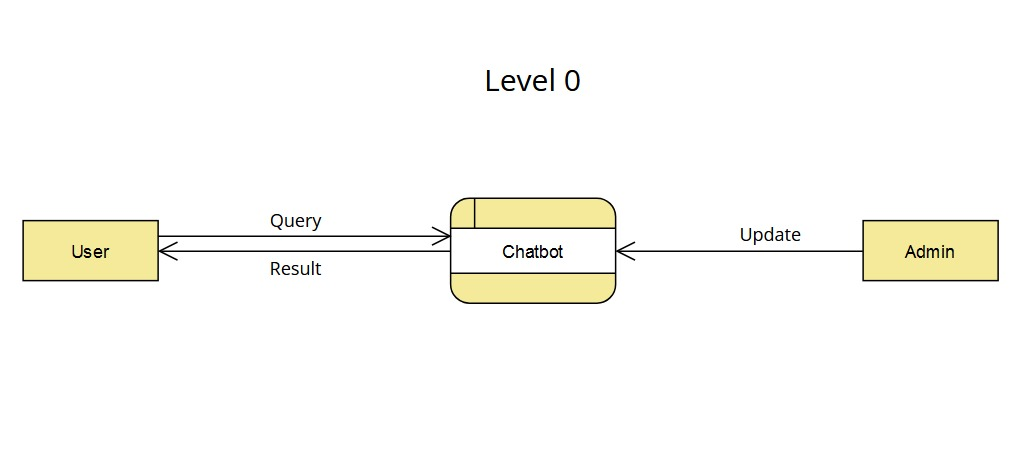 Level 0
Query
User
Result
Chatbot
Update
Admin